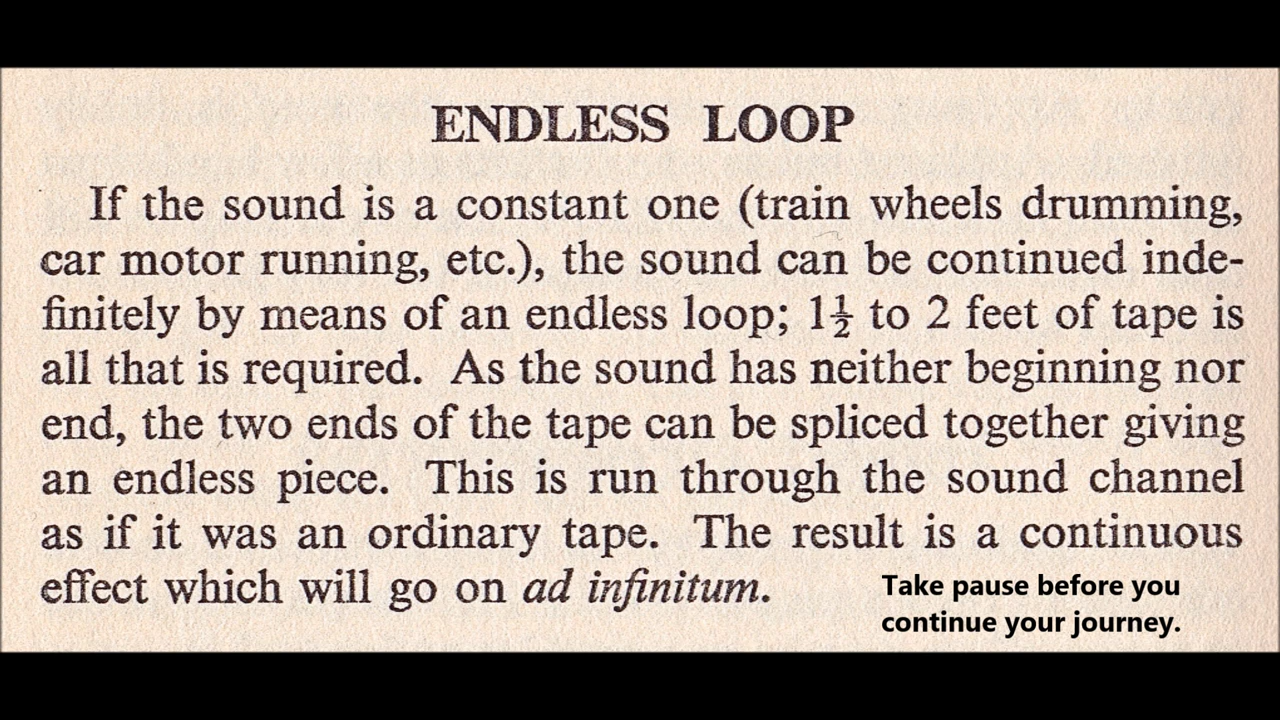 ENDLESS LOOP
If the sound is a constant one (train wheels drumming,
car motor running, etc.), the sound can be continued inde-
finitely by means of an endless loop; 1½ to 2 feet of tape is
all that is required. As the sound has neither beginning nor
end, the two ends of the tape can be spliced together giving
an endless piece. This is run through the sound channel
as if it was an ordinary tape. The result is a continuous
effect which will go on ad infinitum.
Take pause before you
continue your journey.